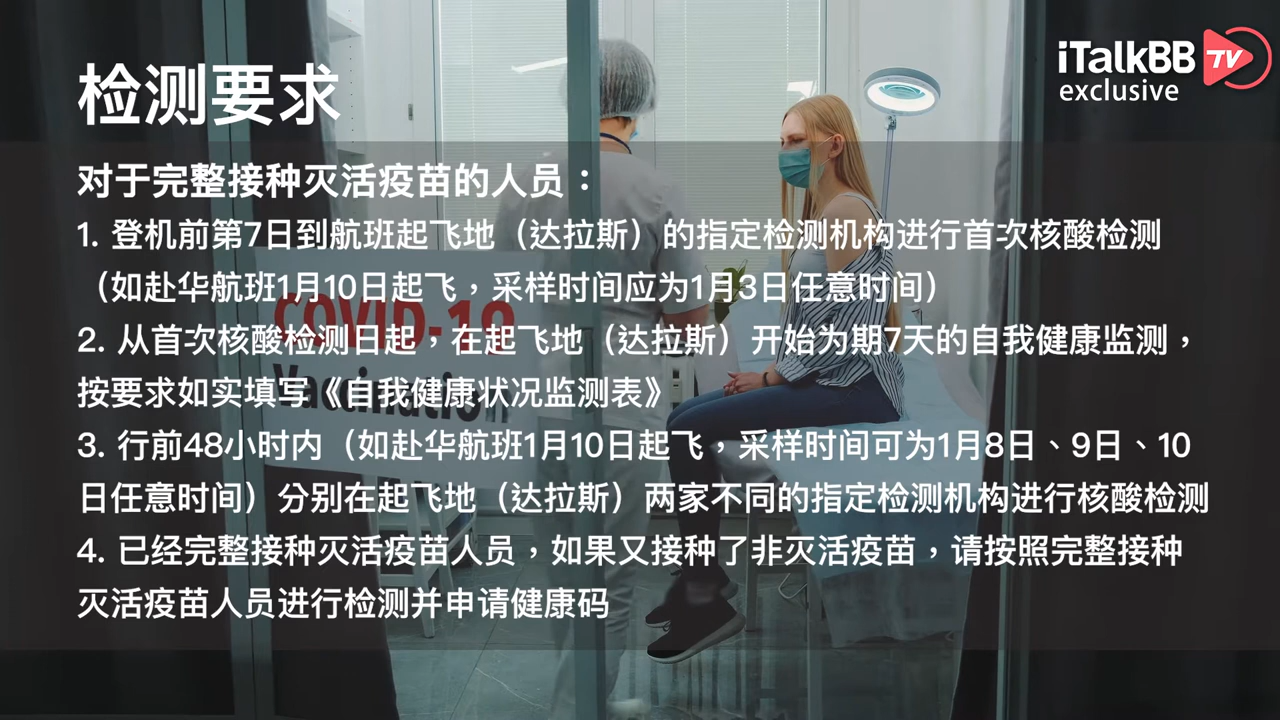 检测要求
iTalkBB TV
exclusive
对于完整接种灭活疫苗的人员：
1. 登机前第7日到航班起飞地（达拉斯）的指定检测机构进行首次核酸检测
（如赴华航班1月10日起飞，采样时间应为1月3日任意时间）
2. 从首次核酸检测日起，在起飞地（达拉斯）开始为期7天的自我健康监测，
按要求如实填写《自我健康状况监测表》
3. 行前48小时内（如赴华航班1月10日起飞，采样时间可为1月8日、9日、10
日任意时间）分别在起飞地（达拉斯）两家不同的指定检测机构进行核酸检测
4. 已经完整接种灭活疫苗人员，如果又接种了非灭活疫苗，请按照完整接种
灭活疫苗人员进行检测并申请健康码
COVID-19
Vaccination